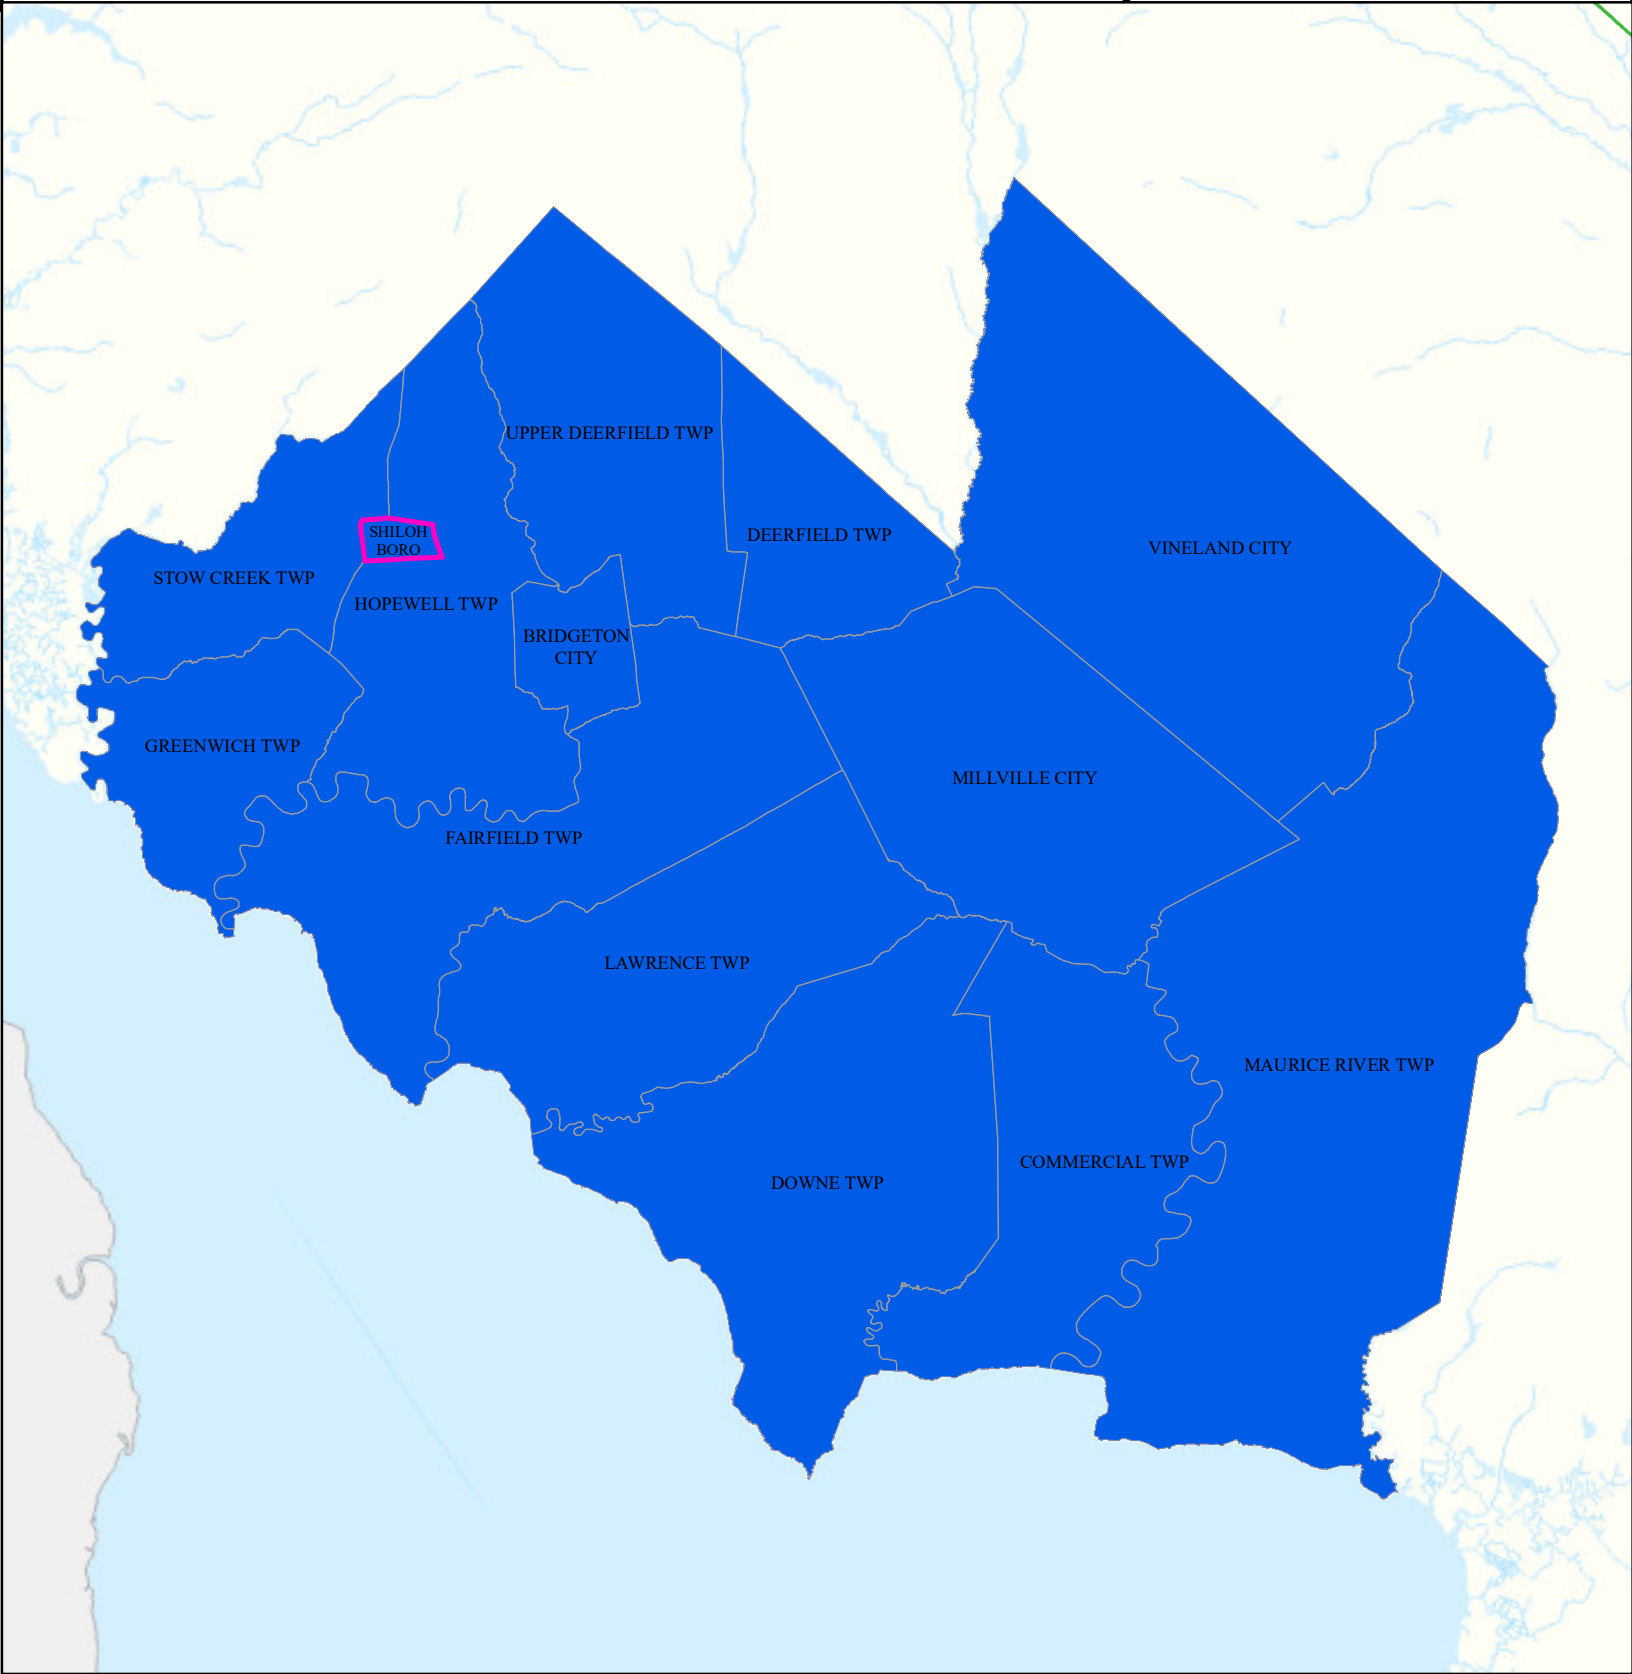 UPPER DEERFIELD TWP
SHILOH
BORO
DEERFIELD TWP
VINELAND CITY
STOW CREEK TWP
HOPEWELL TWP
BRIDGETON
CITY
GREENWICH TWP
MILLVILLE CITY
FAIRFIELD TWP
LAWRENCE TWP
MAURICE RIVER TWP
COMMERCIAL TWP
DOWNE TWP